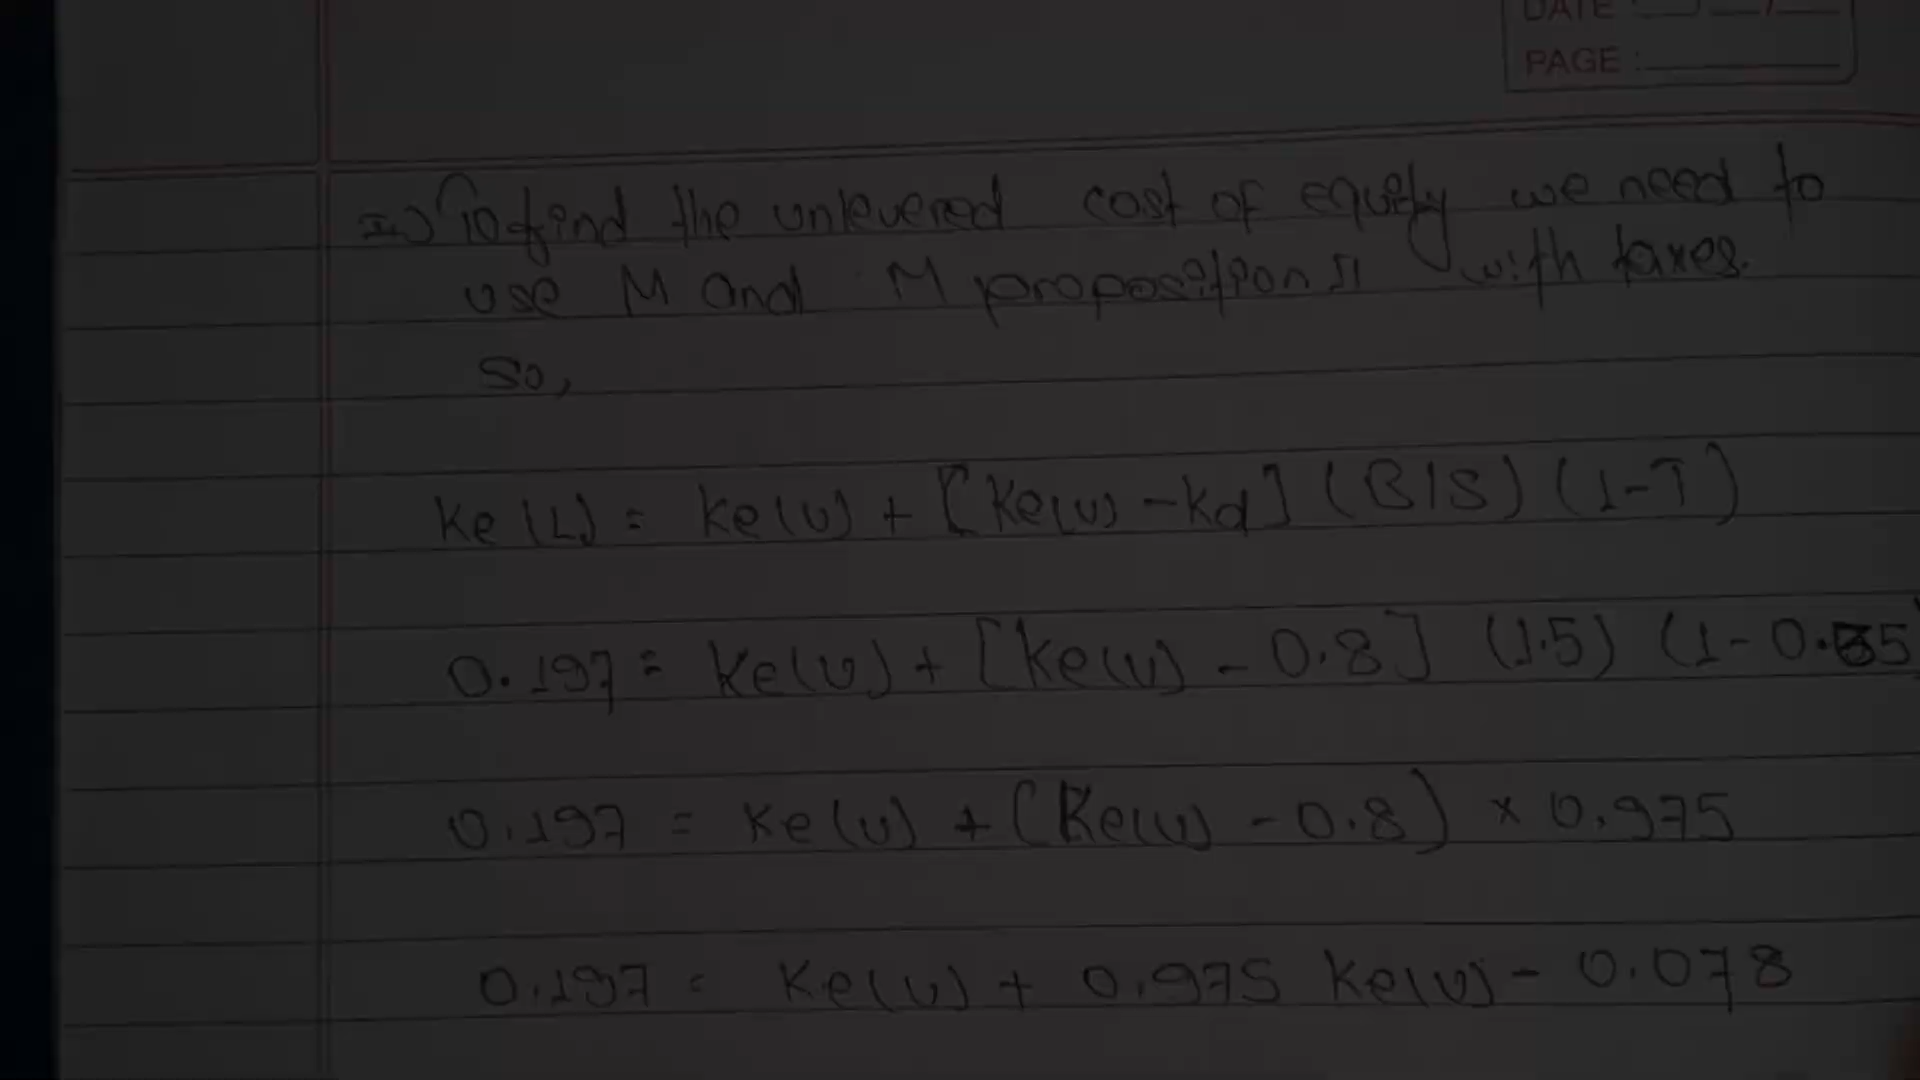 DATE : / /
PAGE :
II) To find the unlevered cost of equity we need to
use M and M proposition II with taxes.
So,
Ke(L) = Ke(U) + [Ke(U) - Kd] (B/S) (1-T)
0.197 = Ke(U) + [Ke(U) - 0.8] (1.5) (1-0.35)
0.197 = Ke(U) + (Ke(U) - 0.8) × 0.975
0.197 = Ke(U) + 0.975 Ke(U) - 0.078